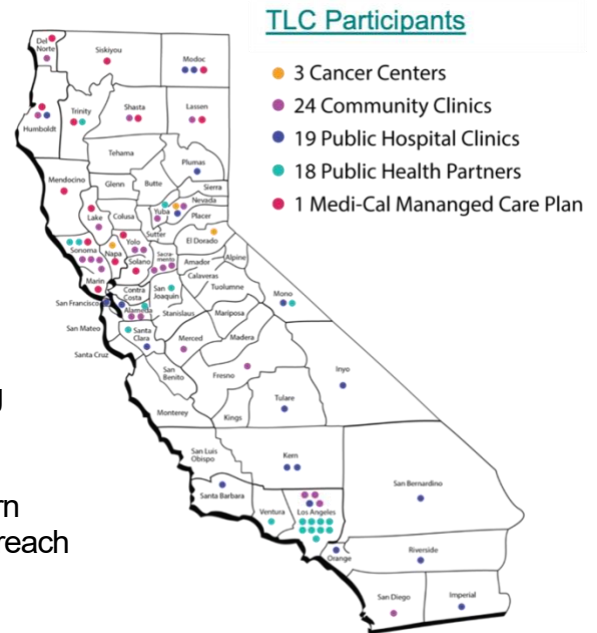 TLC Participants
3 Cancer Centers
24 Community Clinics
19 Public Hospital Clinics
18 Public Health Partners
1 Medi-Cal Mananged Care Plan
Del
Norte
Siskiyou
Modoc
Humboldt
Trinity
Shasta
Lassen
Tehama
Plumas
Mendocino
Glenn
Butte
Sierra
Lake
Colusa
Yuba
Nevada
Placer
Sutter
Sonoma
Napa
Yolo
Sacra-
mento
El Dorado
Solano
Amador
Alpine
Marin
Calaveras
Contra
Costa
San
Joaquin
Tuolumne
Mono
San Francisco
Alameda
Stanislaus
Mariposa
San Mateo
Santa
Clara
Merced
Madera
Santa Cruz
San
Benito
Fresno
Inyo
Monterey
Kings
Tulare
g
San Luis
Obispo
Kern
San Bernardino
Santa Barbara
rn
reach
Ventura
Los Angeles
Orange
Riverside
San Diego
Imperial